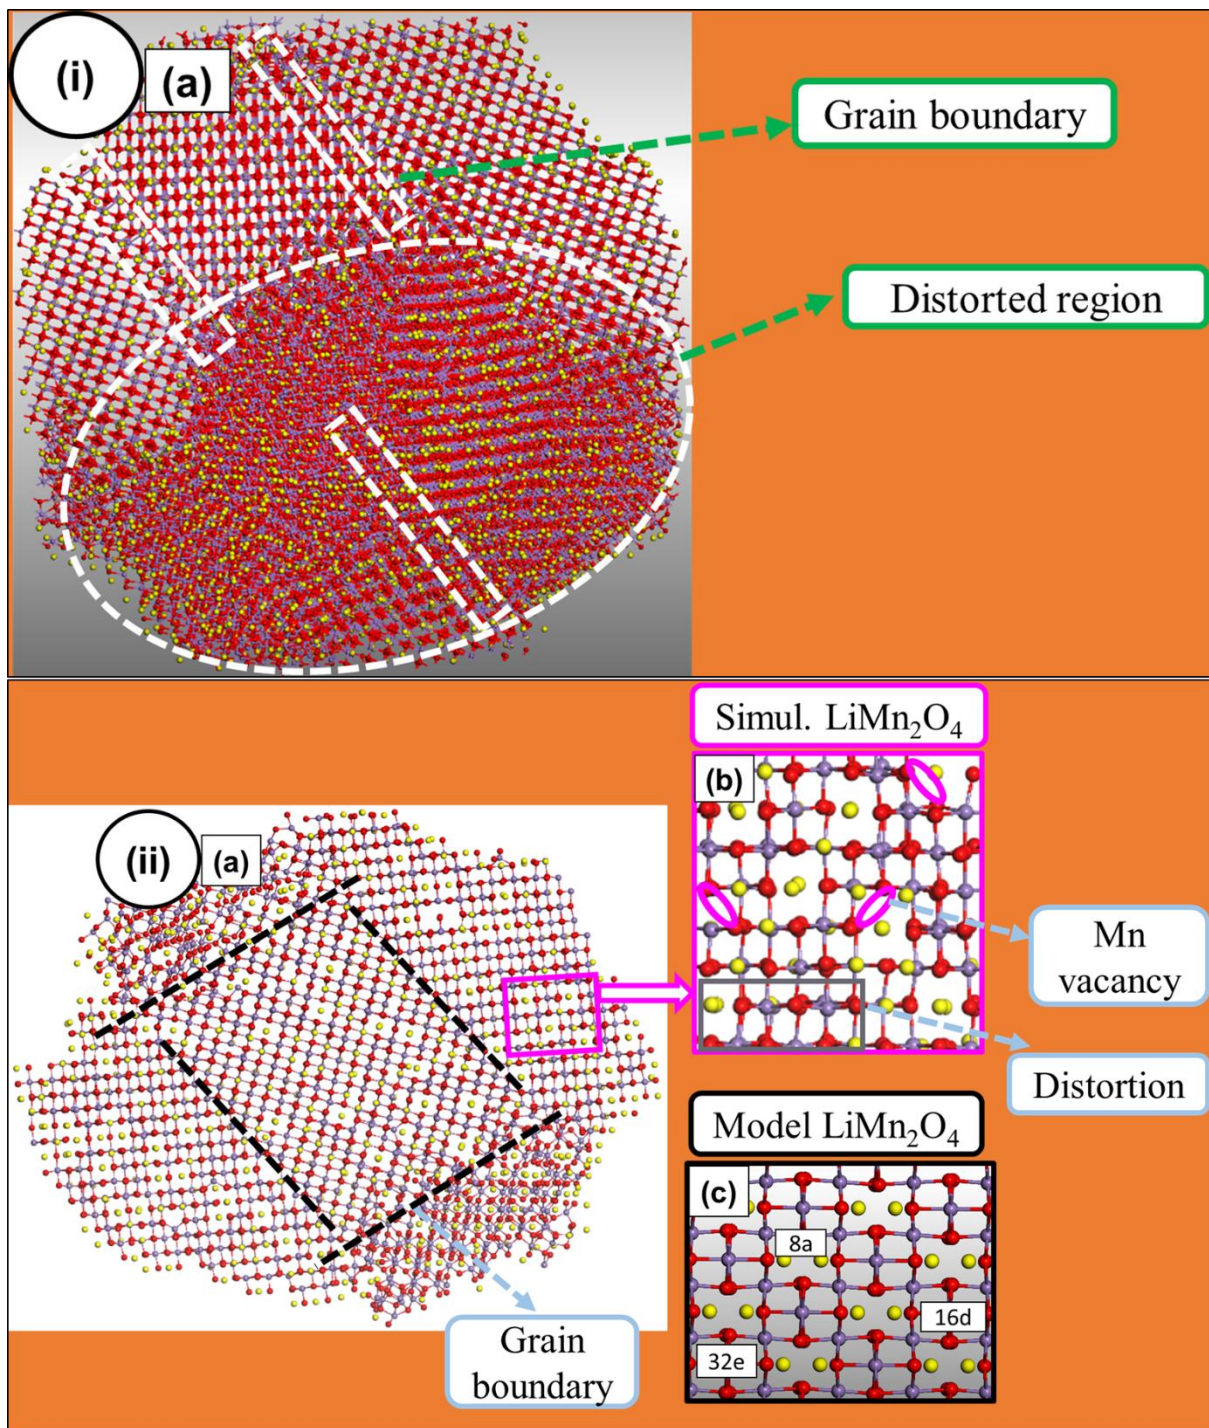 (i)
(a)
Grain boundary
Distorted region
Simul. LiMn₂O₄
(b)
(ii)
(a)
Mn
vacancy
Distortion
Model LiMn₂O₄
(c)
8a
16d
32e
Grain
boundary